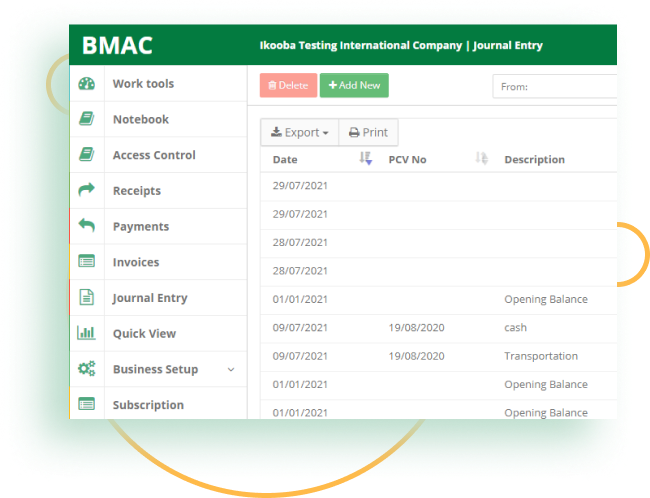 BMAC
Ikooba Testing International Company | Journal Entry
Work tools
Notebook
Access Control
Receipts
Payments
Invoices
Journal Entry
Quick View
Business Setup
Subscription
Delete
+Add New
From:
Export
Print
Date PCV No Description
29/07/2021
29/07/2021
28/07/2021
28/07/2021
01/01/2021 Opening Balance
09/07/2021 19/08/2020 cash
09/07/2021 19/08/2020 Transportation
01/01/2021 Opening Balance
01/01/2021 Opening Balance